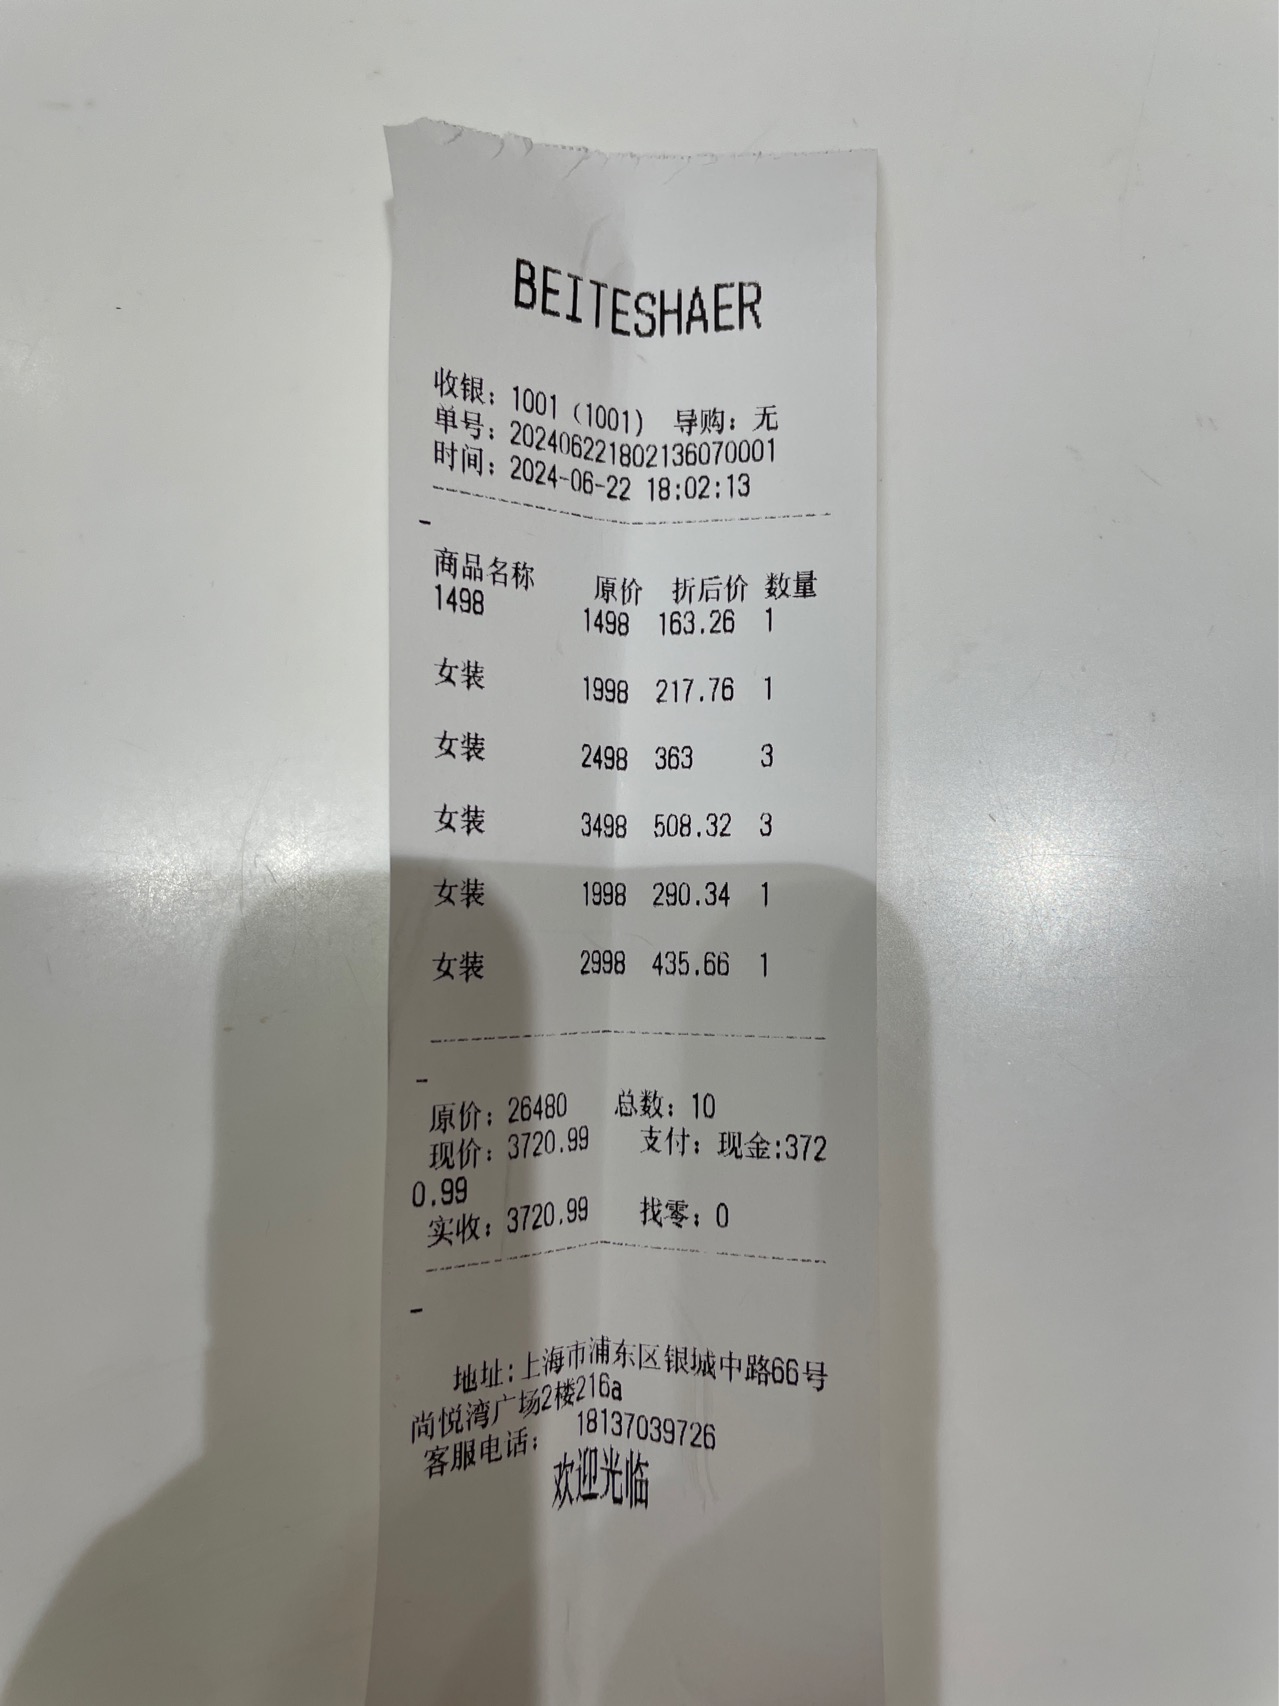 BEITESHAER
收银：1001（1001） 导购：无
单号：202406221802136070001
时间：2024-06-22 18:02:13
商品名称 原价 折后价 数量
1498 1498 163.26 1
女装 1998 217.76 1
女装 2498 363 3
女装 3498 508.32 3
女装 1998 290.34 1
女装 2998 435.66 1
原价：26480 总数：10
现价：3720.99 支付：现金:372
0.99
实收：3720.99 找零：0
地址:上海市浦东区银城中路66号
尚悦湾广场2楼216a
客服电话： 18137039726
欢迎光临